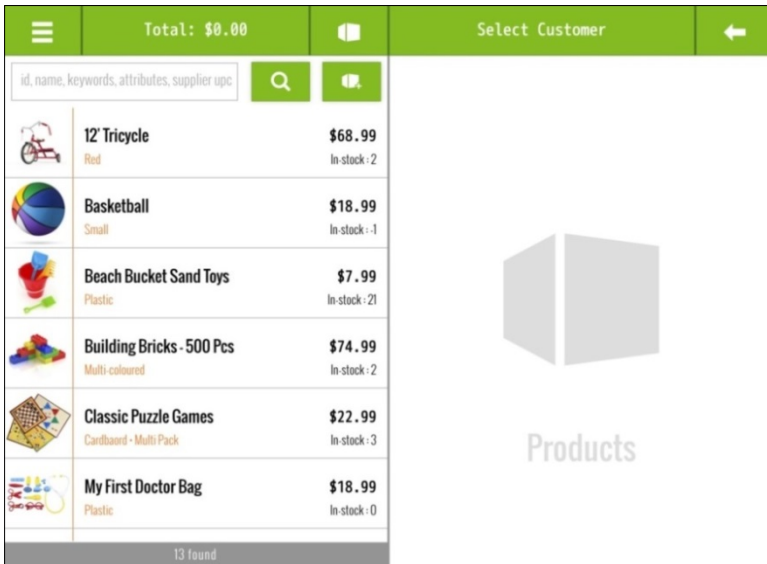 Total: $0.00
Select Customer
id, name, keywords, attributes, supplier upc
12' Tricycle
$68.99
Red
In-stock : 2
Basketball
$18.99
Small
In-stock : -1
Beach Bucket Sand Toys
$7.99
Plastic
In-stock : 21
Building Bricks - 500 Pcs
$74.99
Multi-coloured
In-stock : 2
Classic Puzzle Games
$22.99
Cardbaord - Multi Pack
In-stock : 3
My First Doctor Bag
$18.99
Plastic
In-stock : 0
13 found
Products